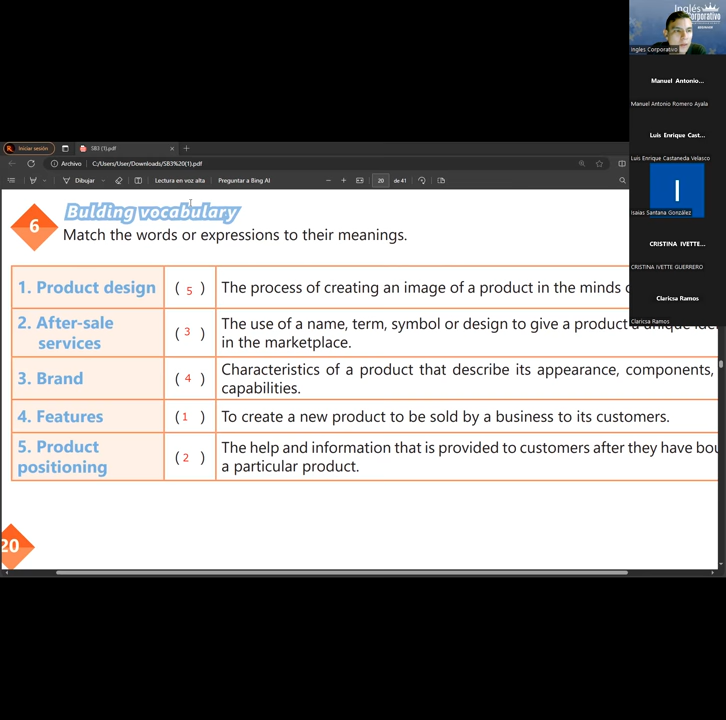 Inglés
Corporativo
Ingles Corporativo
Manuel Antonio...
Manuel Antonio Romero Ayala
Luis Enrique Cast...
Luis Enrique Castaneda Velasco
I
Isaias Santana González
CRISTINA IVETTE...
CRISTINA IVETTE GUERRERO
Claricsa Ramos
Claricsa Ramos
Iniciar sesión
SB3 (1).pdf
Archivo
C:/Users/User/Downloads/SB3%20(1).pdf
Dibujar
Lectura en voz alta
Preguntar a Bing AI
20
de 41
6
Bulding vocabulary
Match the words or expressions to their meanings.
1. Product design
( 5 )
The process of creating an image of a product in the minds
2. After-sale
services
( 3 )
The use of a name, term, symbol or design to give a product a unique
in the marketplace.
3. Brand
( 4 )
Characteristics of a product that describe its appearance, components,
capabilities.
4. Features
( 1 )
To create a new product to be sold by a business to its customers.
5. Product
positioning
( 2 )
The help and information that is provided to customers after they have
a particular product.
20